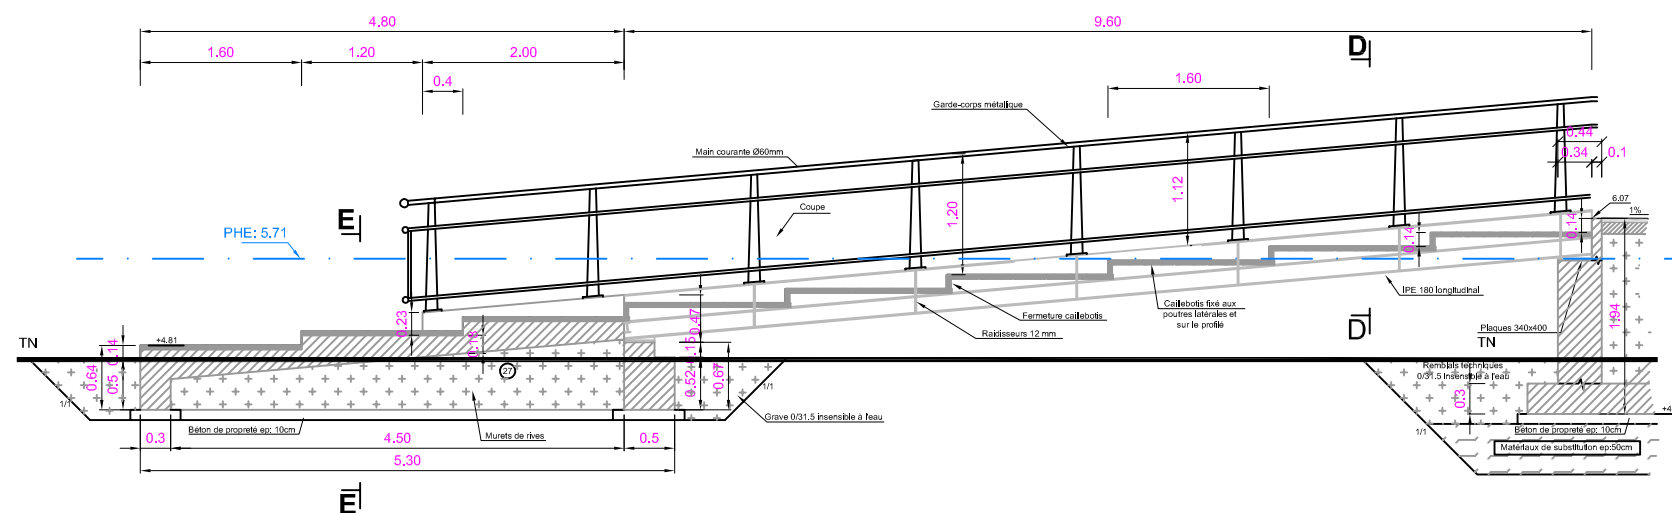 4.80
9.60
D
1.60
1.20
2.00
0.4
1.60
Garde-corps métallique
0.44
0.34
0.1
Main courante Ø60mm
1.12
1.20
6.07
1%
E
Coupe
PHE: 5.71
0.14
0.14
IPE 180 longitudinal
Caillebotis fixé aux
poutres latérales et
sur le profilé
Fermeture caillebotis
Raidisseurs 12 mm
0.23
0.47
D
Plaques 340x400
1.94
TN
+4.81
0.14
0.18
TN
0.64
0.5
27
0.52
0.67
Remblais techniques
0/31.5 insensible à l'eau
1/1
1/1
0.3
Grave 0/31.5 insensible à l'eau
Béton de propreté ep: 10cm
Murets de rives
Béton de propreté ep: 10cm
1/1
0.3
4.50
0.5
Matériaux de substitution ep:50cm
5.30
E